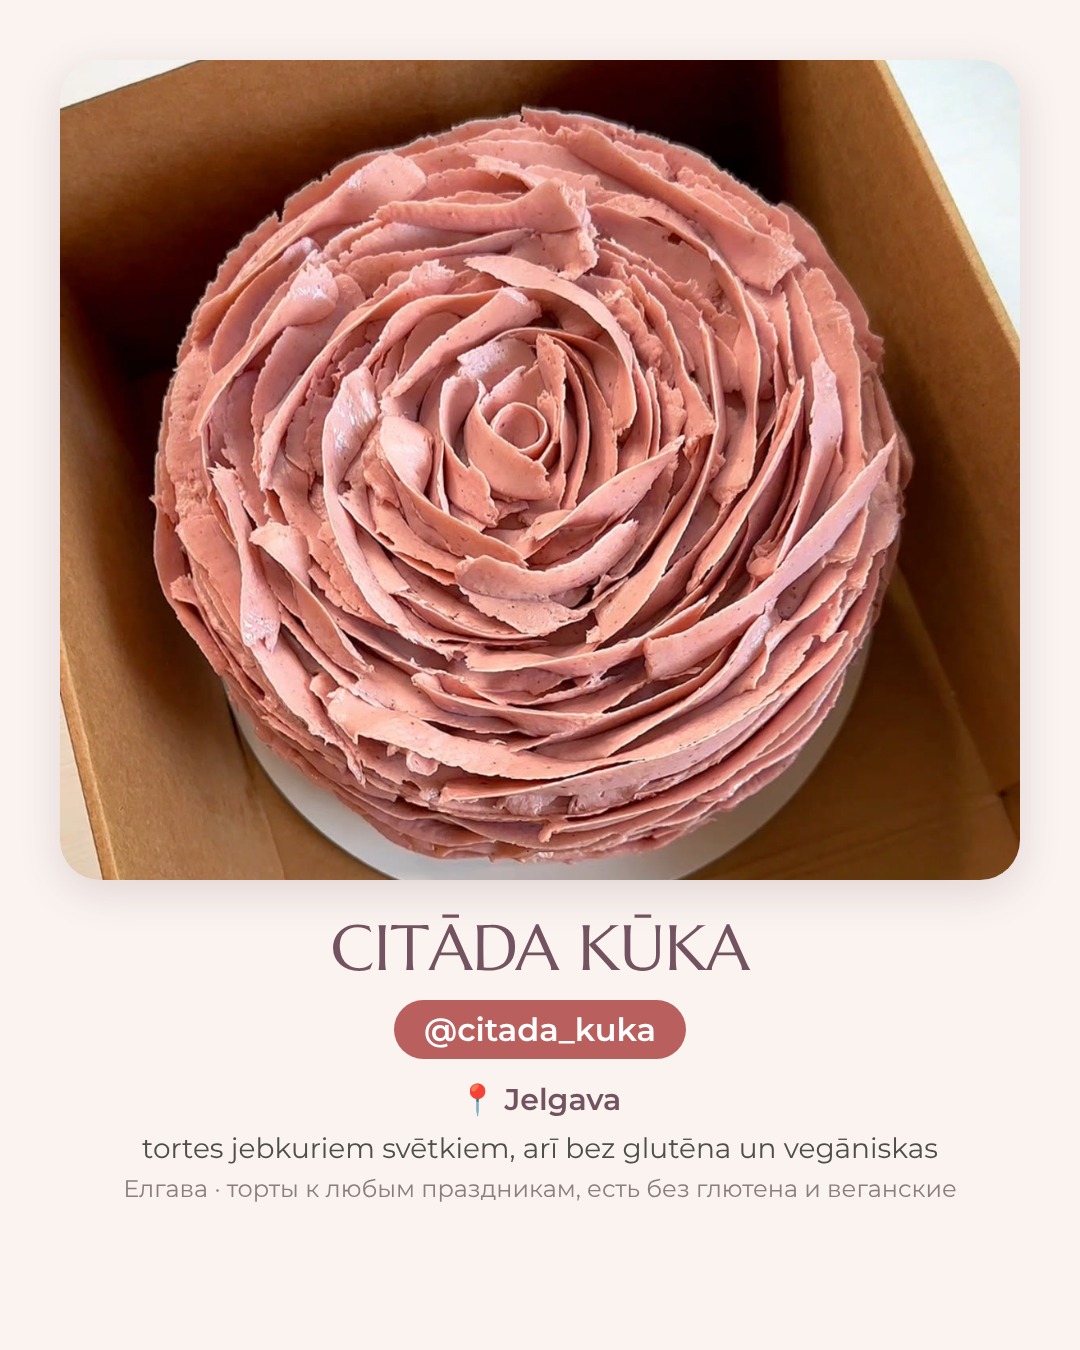 CITĀDA KŪKA
@citada_kuka
📍 Jelgava
tortes jebkuriem svētkiem, arī bez glutēna un vegāniskas
Елгава · торты к любым праздникам, есть без глютена и веганские